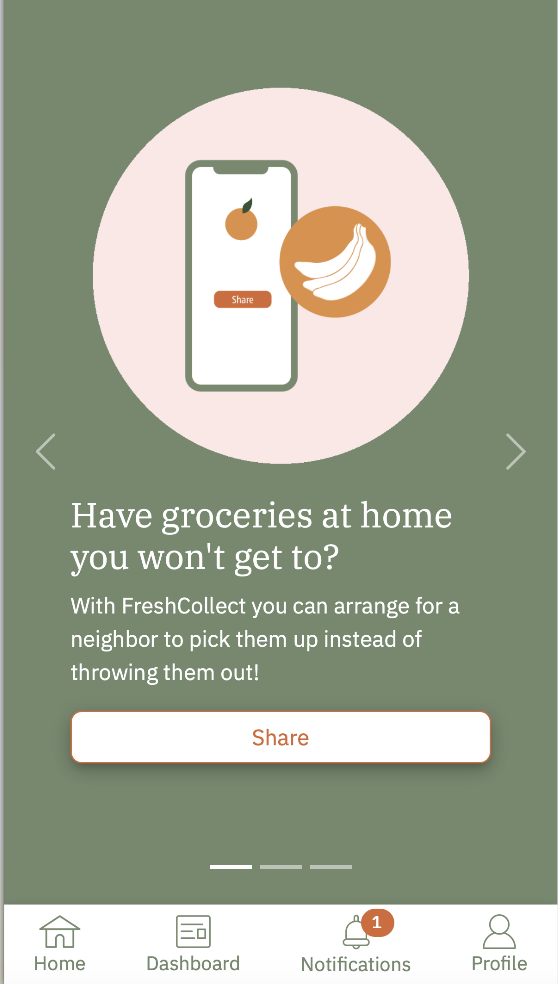 Share
Have groceries at home
you won't get to?
With FreshCollect you can arrange for a
neighbor to pick them up instead of
throwing them out!
Share
1
Home
Dashboard
Notifications
Profile